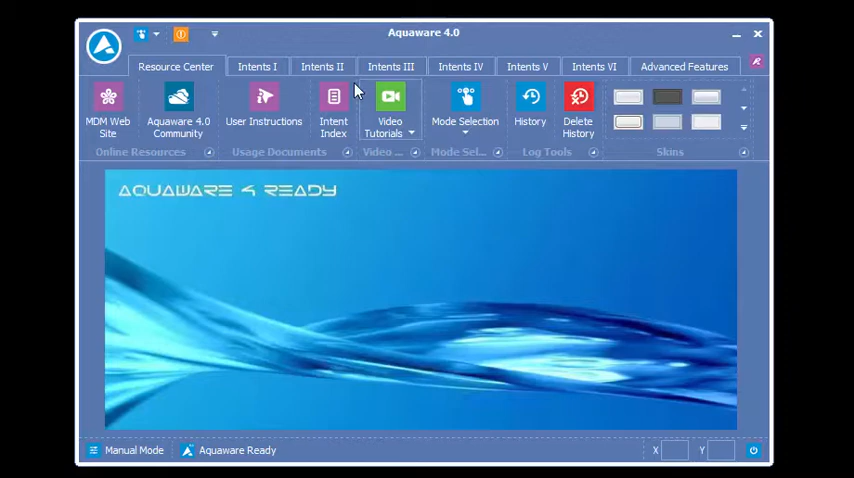 Aquaware 4.0
Resource Center
Intents I
Intents II
Intents III
Intents IV
Intents V
Intents VI
Advanced Features
MDM Web
Site
Aquaware 4.0
Community
User Instructions
Intent
Index
Video
Tutorials
Mode Selection
History
Delete
History
Online Resources
Usage Documents
Video ...
Mode Sel...
Log Tools
Skins
AQUAWARE 4 READY
Manual Mode
Aquaware Ready
X
Y